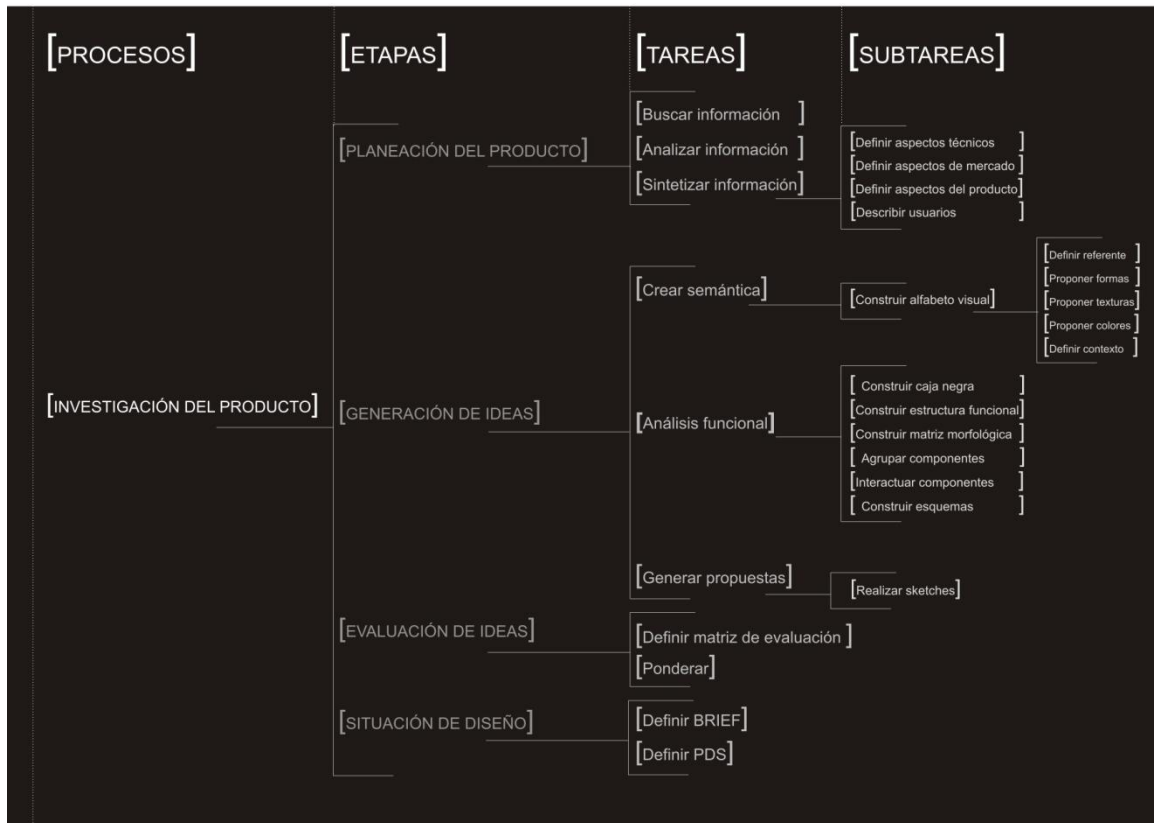 [PROCESOS]
[ETAPAS]
[TAREAS]
[SUBTAREAS]
[INVESTIGACIÓN DEL PRODUCTO]
[PLANEACIÓN DEL PRODUCTO]
[Buscar información]
[Analizar información]
[Sintetizar información]
[Definir aspectos técnicos]
[Definir aspectos de mercado]
[Definir aspectos del producto]
[Describir usuarios]
[GENERACIÓN DE IDEAS]
[Crear semántica]
[Construir alfabeto visual]
[Definir referente]
[Proponer formas]
[Proponer texturas]
[Proponer colores]
[Definir contexto]
[Análisis funcional]
[Construir caja negra]
[Construir estructura funcional]
[Construir matriz morfológica]
[Agrupar componentes]
[Interactuar componentes]
[Construir esquemas]
[Generar propuestas]
[Realizar sketches]
[EVALUACIÓN DE IDEAS]
[Definir matriz de evaluación]
[Ponderar]
[SITUACIÓN DE DISEÑO]
[Definir BRIEF]
[Definir PDS]